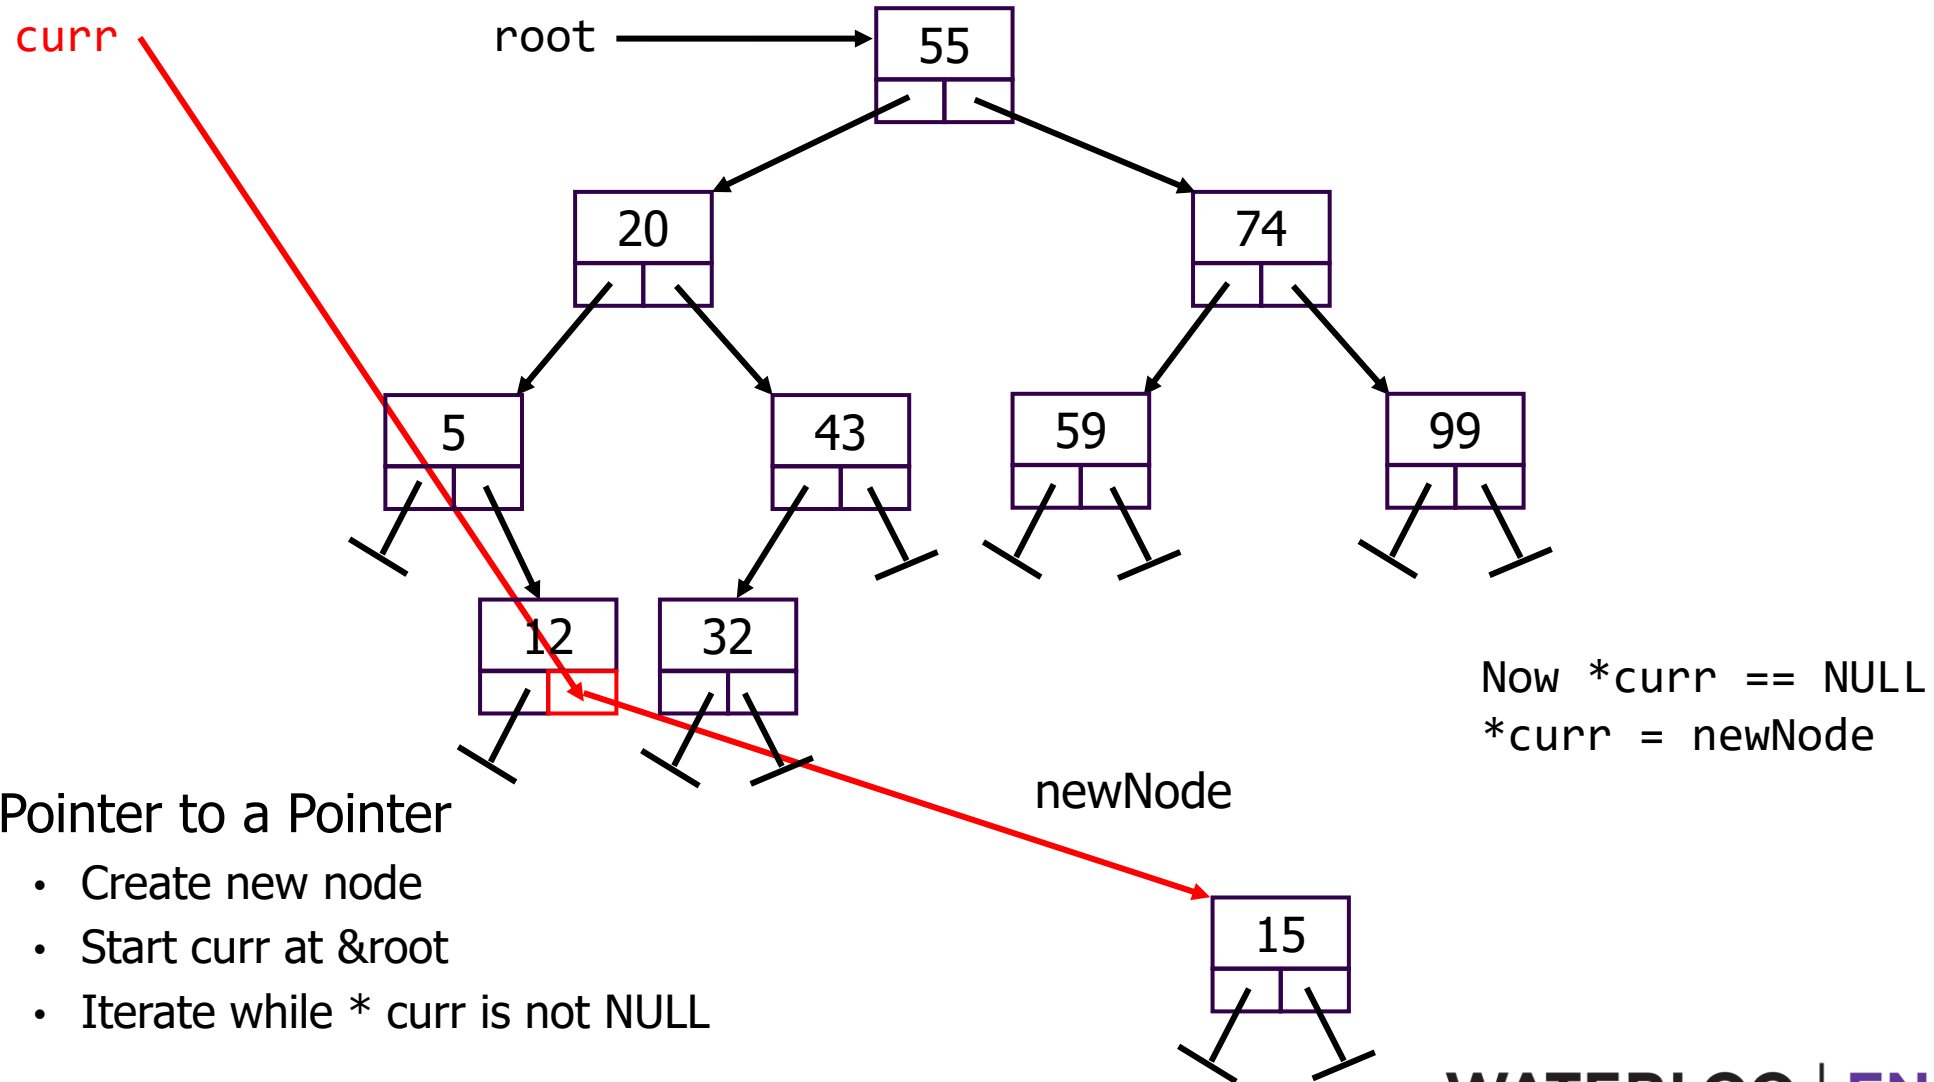 curr
root
55
20
74
5
43
59
99
12
32
Now *curr == NULL
*curr = newNode
newNode
Pointer to a Pointer
• Create new node
• Start curr at &root
• Iterate while * curr is not NULL
15